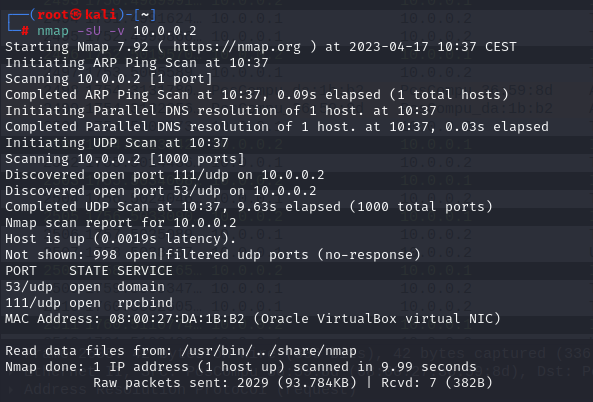 ┌──(root㉿kali)-[~]
└─# nmap -sU -v 10.0.0.2
Starting Nmap 7.92 ( https://nmap.org ) at 2023-04-17 10:37 CEST
Initiating ARP Ping Scan at 10:37
Scanning 10.0.0.2 [1 port]
Completed ARP Ping Scan at 10:37, 0.09s elapsed (1 total hosts)
Initiating Parallel DNS resolution of 1 host. at 10:37
Completed Parallel DNS resolution of 1 host. at 10:37, 0.03s elapsed
Initiating UDP Scan at 10:37
Scanning 10.0.0.2 [1000 ports]
Discovered open port 111/udp on 10.0.0.2
Discovered open port 53/udp on 10.0.0.2
Completed UDP Scan at 10:37, 9.63s elapsed (1000 total ports)
Nmap scan report for 10.0.0.2
Host is up (0.0019s latency).
Not shown: 998 open|filtered udp ports (no-response)
PORT    STATE SERVICE
53/udp  open  domain
111/udp open  rpcbind
MAC Address: 08:00:27:DA:1B:B2 (Oracle VirtualBox virtual NIC)
Read data files from: /usr/bin/../share/nmap
Nmap done: 1 IP address (1 host up) scanned in 9.99 seconds
           Raw packets sent: 2029 (93.784KB) | Rcvd: 7 (382B)